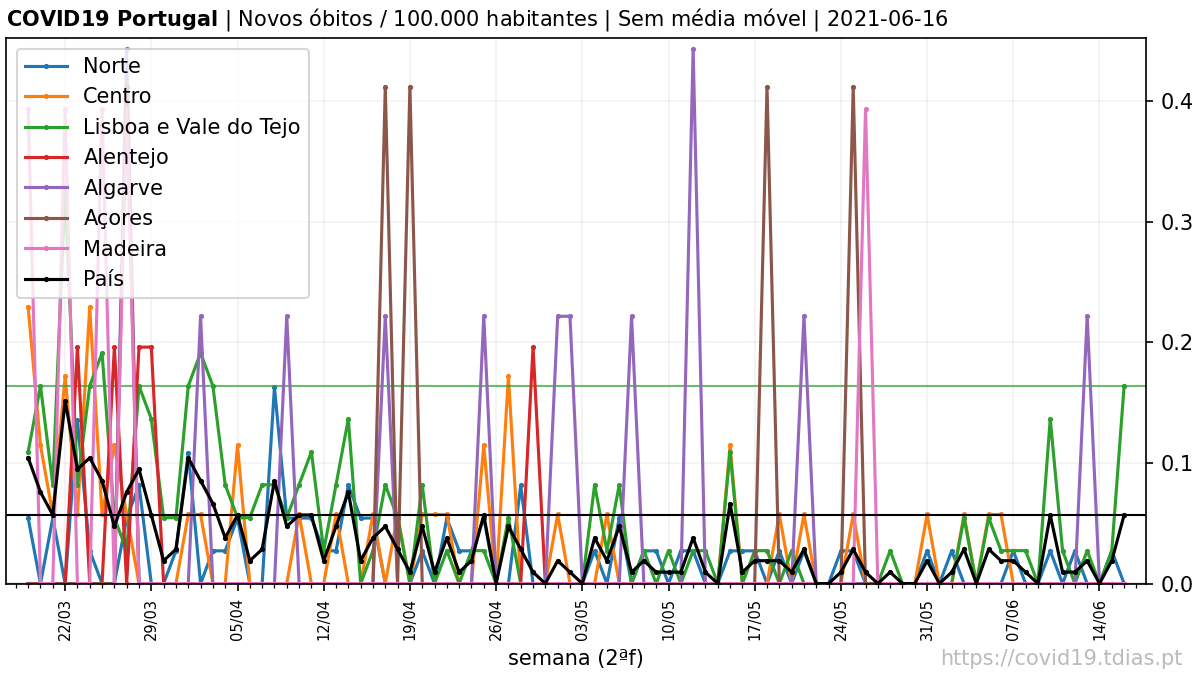 COVID19 Portugal | Novos óbitos / 100.000 habitantes | Sem média móvel | 2021-06-16
Norte
Centro
Lisboa e Vale do Tejo
Alentejo
Algarve
Açores
Madeira
País
0.4
0.3
0.2
0.1
0.0
22/03
29/03
05/04
12/04
19/04
26/04
03/05
10/05
17/05
24/05
31/05
07/06
14/06
semana (2ªf)
https://covid19.tdias.pt